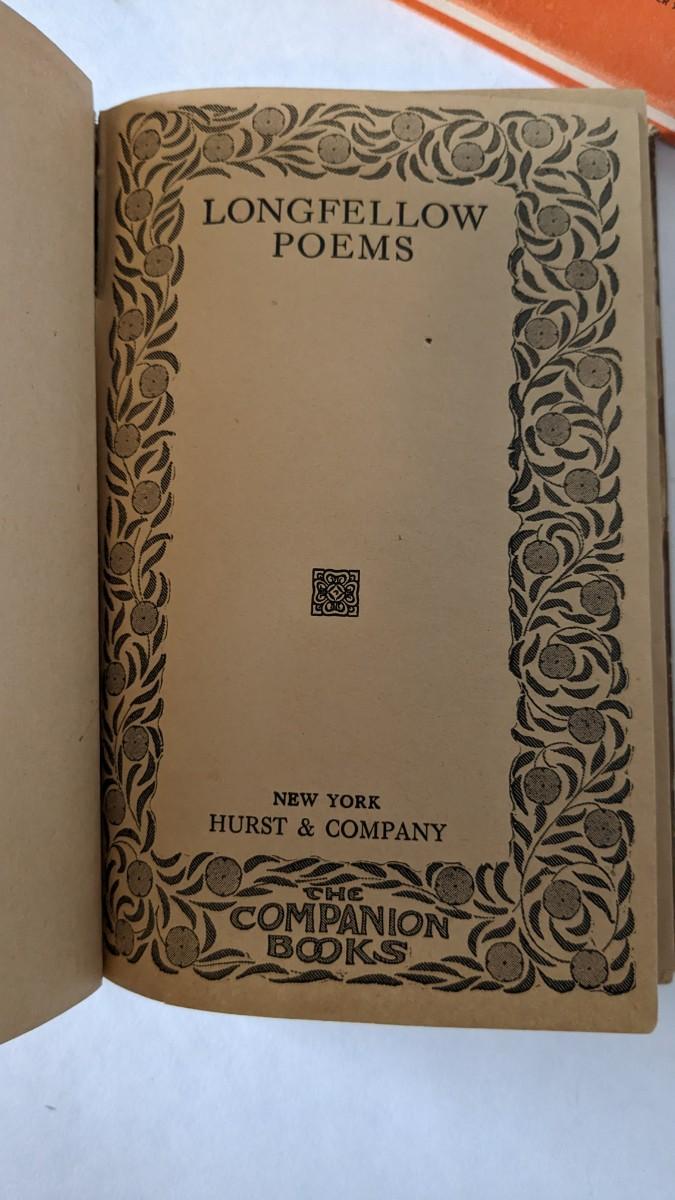 LONGFELLOW
POEMS
NEW YORK
HURST & COMPANY
THE
COMPANION
BOOKS